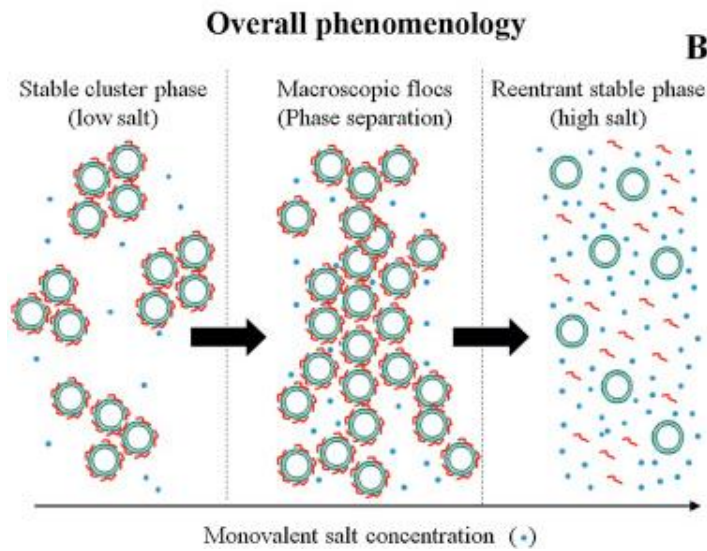 Overall phenomenology
B
Stable cluster phase
(low salt)
Macroscopic flocs
(Phase separation)
Reentrant stable phase
(high salt)
Monovalent salt concentration (•)